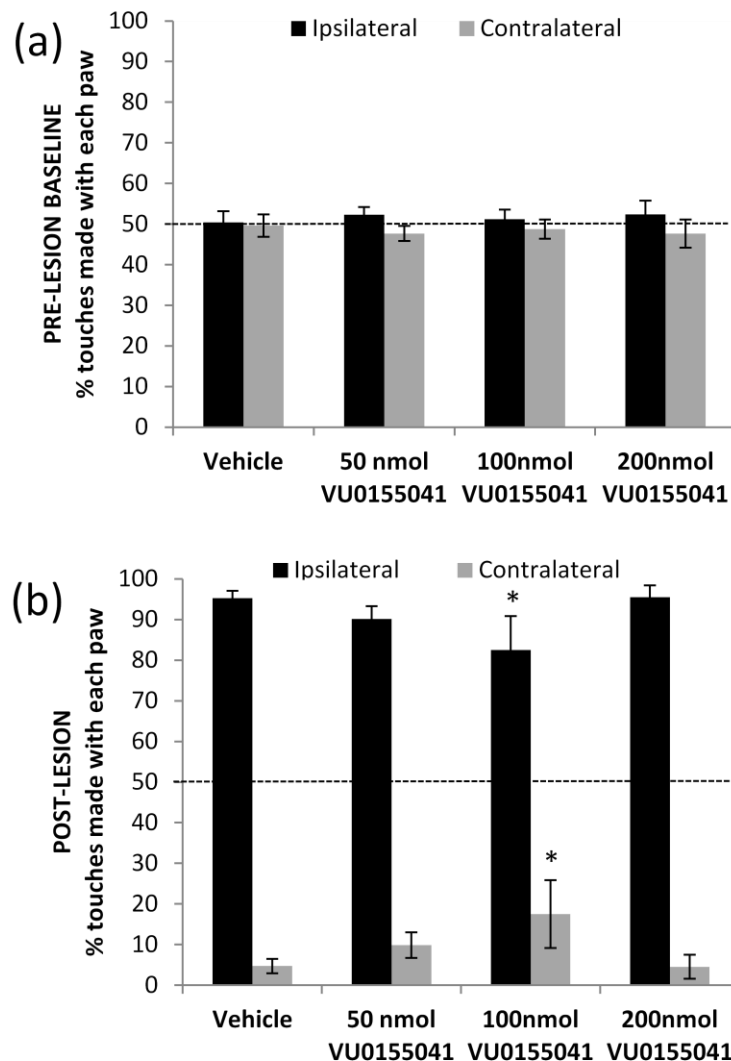 (a)
Ipsilateral Contralateral
PRE-LESION BASELINE
% touches made with each paw
100
90
80
70
60
50
40
30
20
10
0
Vehicle 50 nmol 100nmol 200nmol
VU0155041 VU0155041 VU0155041
(b)
Ipsilateral Contralateral
POST-LESION
% touches made with each paw
100
90
80
70
60
50
40
30
20
10
0
*
*
Vehicle 50 nmol 100nmol 200nmol
VU0155041 VU0155041 VU0155041